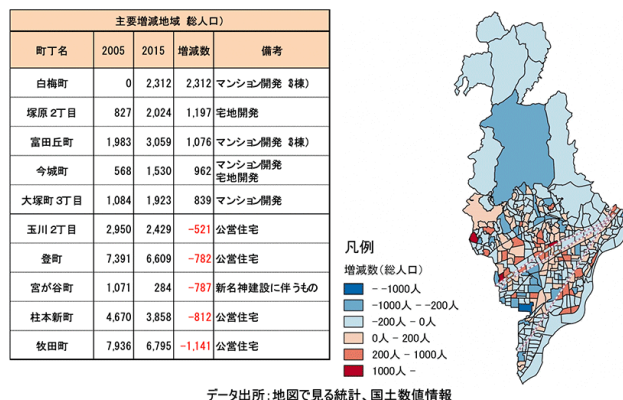 主要増減地域 総人口)
町丁名 2005 2015 増減数 備考
白梅町 0 2,312 2,312 マンション開発 3棟)
塚原2丁目 827 2,024 1,197 宅地開発
富田丘町 1,983 3,059 1,076 マンション開発 3棟)
今城町 568 1,530 962 マンション開発
宅地開発
大塚町3丁目 1,084 1,923 839 マンション開発
玉川2丁目 2,950 2,429 -521 公営住宅
登町 7,391 6,609 -782 公営住宅
宮が谷町 1,071 284 -787 新名神建設に伴うもの
柱本新町 4,670 3,858 -812 公営住宅
牧田町 7,936 6,795 -1,141 公営住宅
凡例
増減数(総人口)
- -1000人
-1000人 - -200人
-200人 - 0人
0人 - 200人
200人 - 1000人
1000人 -
データ出所:地図で見る統計、国土数値情報